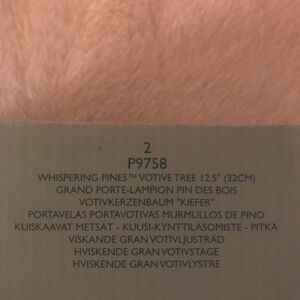 2
P9758
WHISPERING PINES™ VOTIVE TREE 12.5" (32CM)
GRAND PORTE-LAMPION PIN DES BOIS
VOTIVKERZENBAUM "KIEFER"
PORTAVELAS PORTAVOTIVAS MURMULLOS DE PINO
KUISKAAVAT METSÄT - KUUSI-KYNTTILÄSOMISTE - PITKÄ
VISKANDE GRAN VOTIVLJUSTRÄD
HVISKENDE GRAN VOTIVSTAGE
HVISKENDE GRAN VOTIVLYSTRE